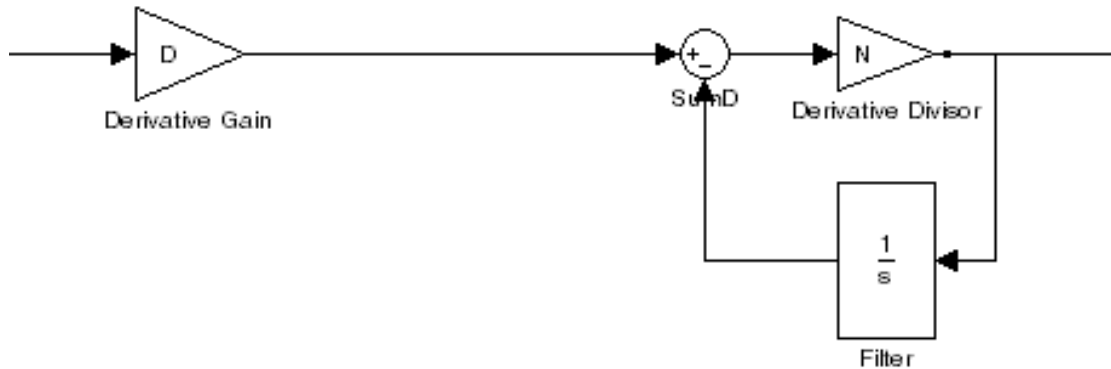 D
+
−
N
SumD
Derivative Gain
Derivative Divisor
1
s
Filter